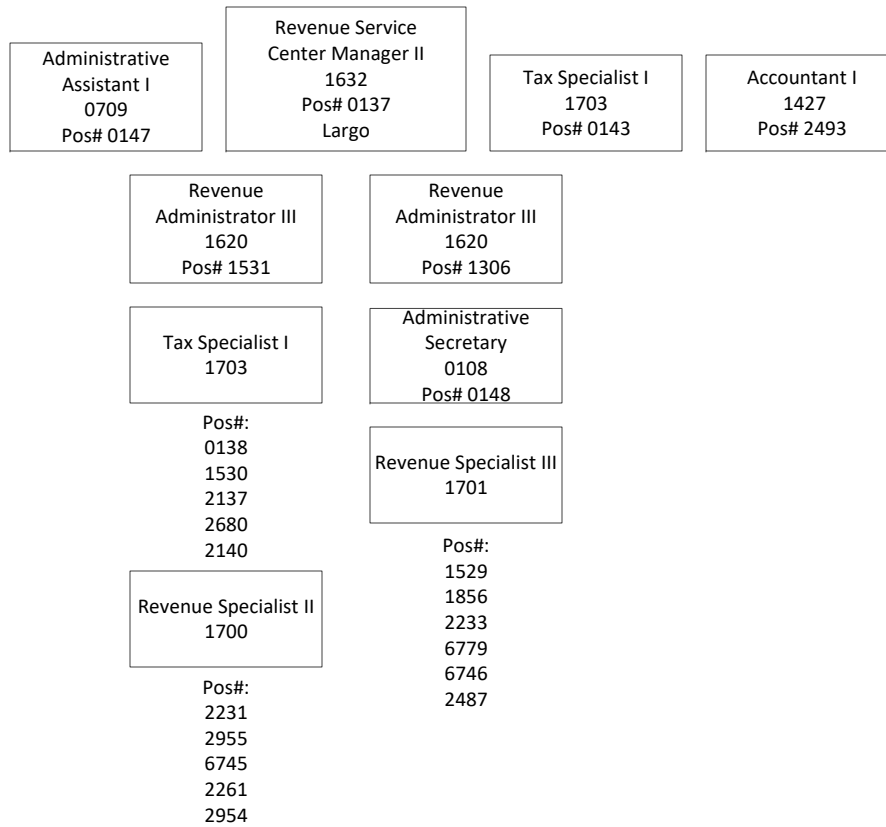 Administrative
Assistant I
0709
Pos# 0147
Revenue Service
Center Manager II
1632
Pos# 0137
Largo
Tax Specialist I
1703
Pos# 0143
Accountant I
1427
Pos# 2493
Revenue
Administrator III
1620
Pos# 1531
Tax Specialist I
1703
Pos#:
0138
1530
2137
2680
2140
Revenue Specialist II
1700
Pos#:
2231
2955
6745
2261
2954
Revenue
Administrator III
1620
Pos# 1306
Administrative
Secretary
0108
Pos# 0148
Revenue Specialist III
1701
Pos#:
1529
1856
2233
6779
6746
2487